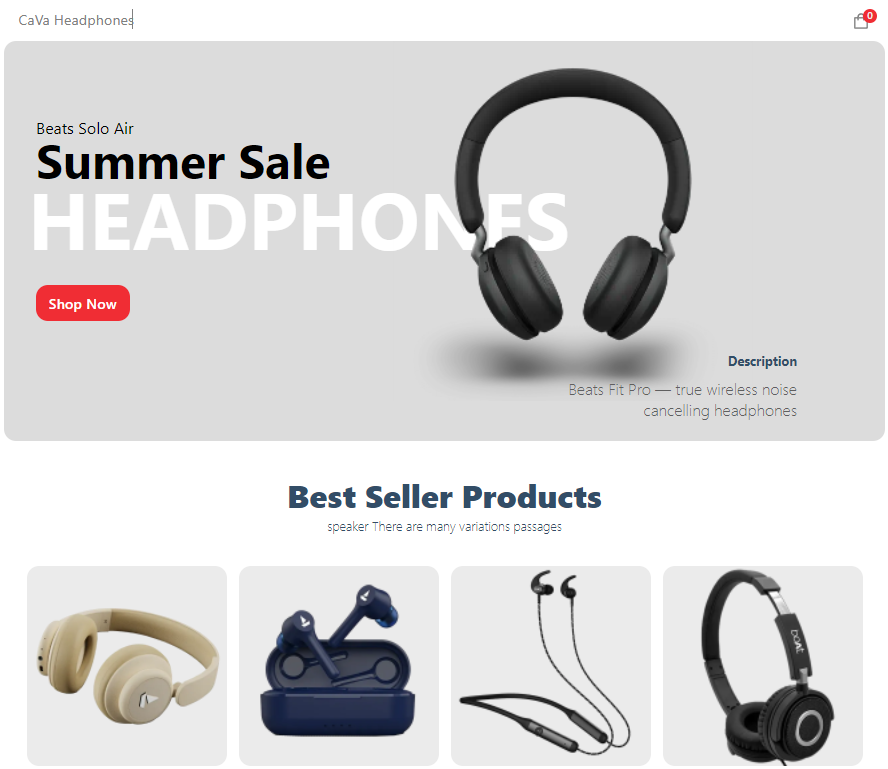 CaVa Headphones
0
Beats Solo Air
Summer Sale
HEADPHONES
Shop Now
Description
Beats Fit Pro — true wireless noise
cancelling headphones
Best Seller Products
speaker There are many variations passages
boAt